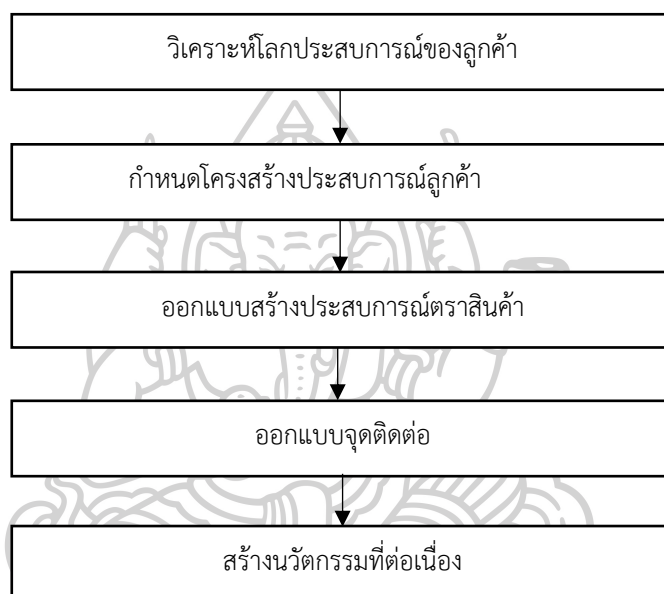 วิเคราะห์โลกประสบการณ์ของลูกค้า
กำหนดโครงสร้างประสบการณ์ลูกค้า
ออกแบบสร้างประสบการณ์ตราสินค้า
ออกแบบจุดติดต่อ
สร้างนวัตกรรมที่ต่อเนื่อง